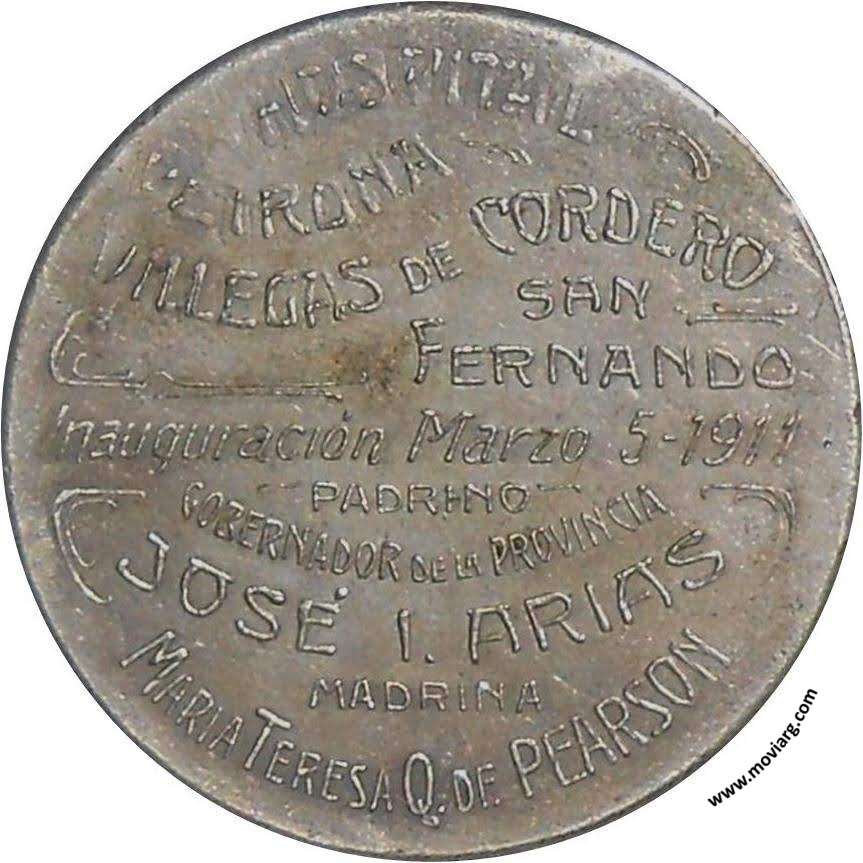 HOSPITAL
PETRONA
VILLEGAS DE CORDERO
SAN
FERNANDO
Inauguración Marzo 5-1911
PADRINO
GOBERNADOR DE LA PROVINCIA
JOSÉ I. ARIAS
MADRINA
MARIA TERESA Q. DE PEARSON
www.moviarg.com